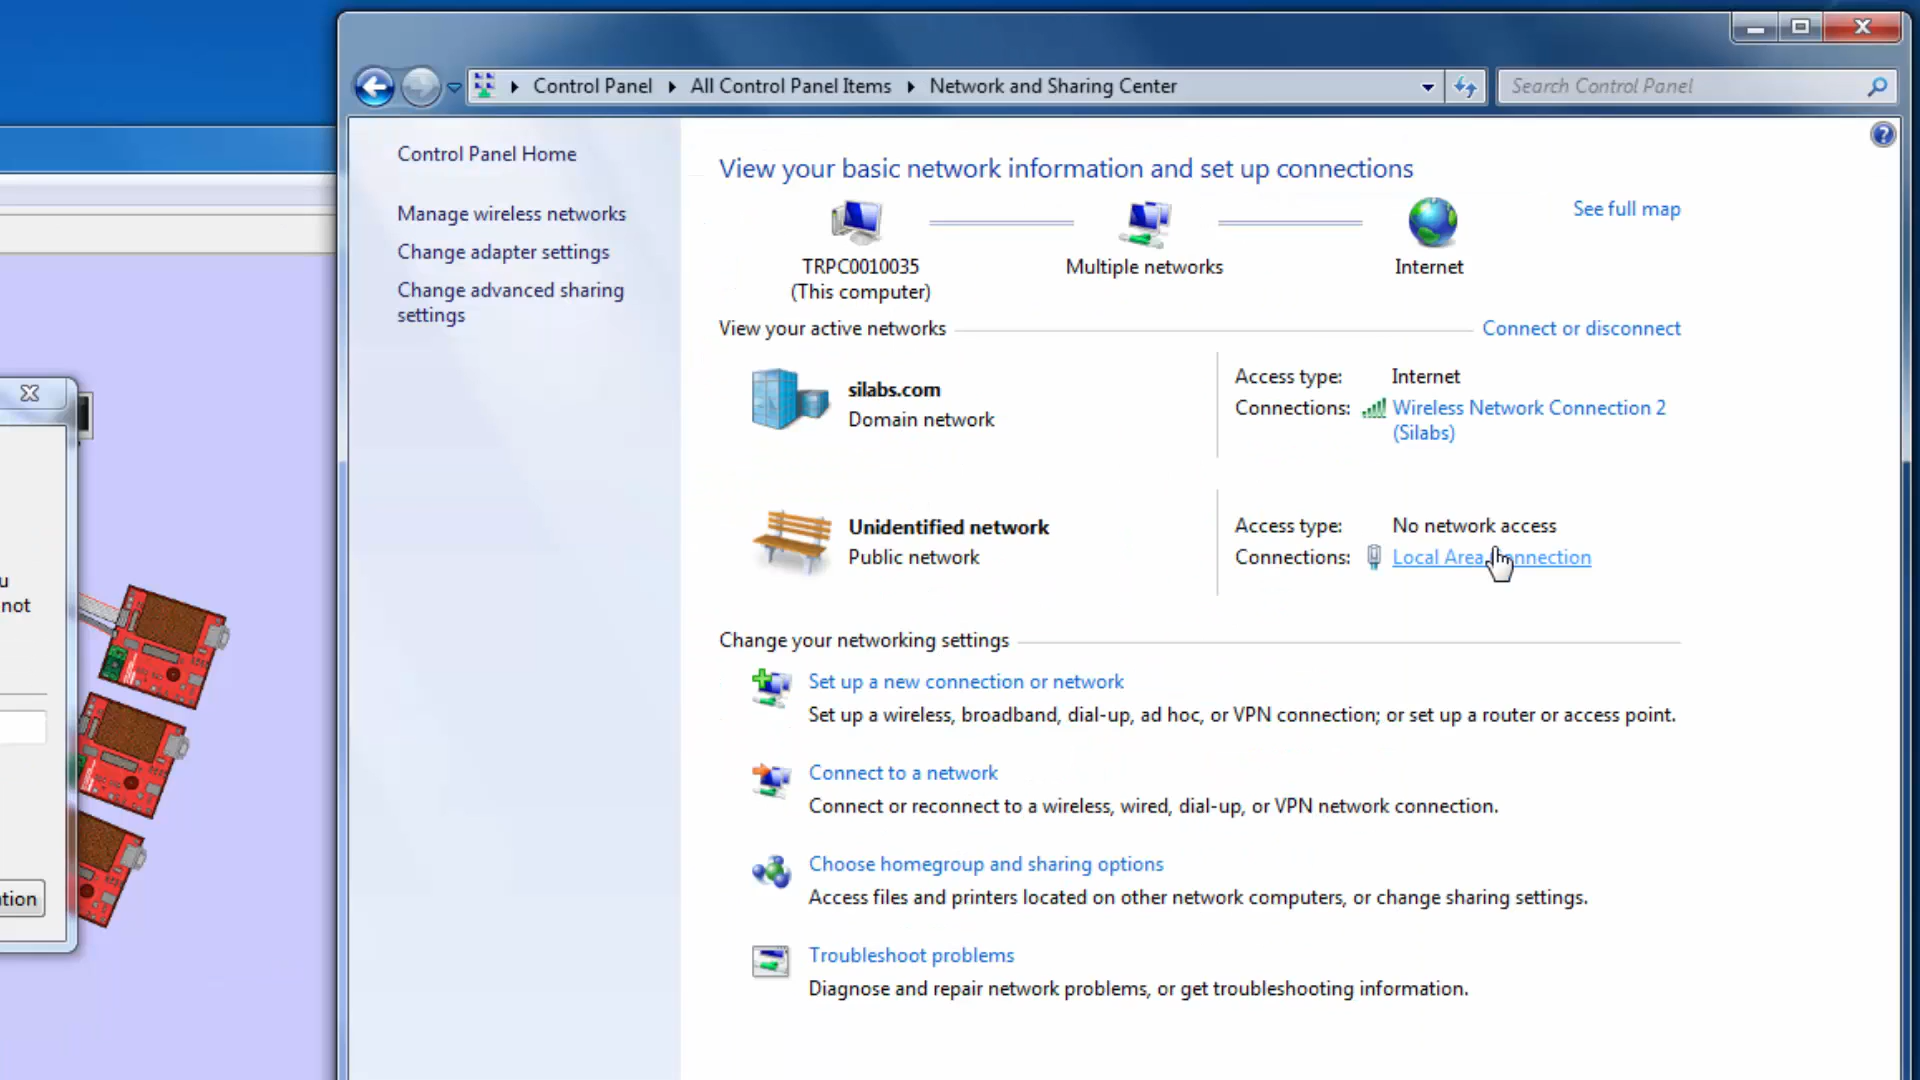 Control Panel
All Control Panel Items
Network and Sharing Center
Search Control Panel
Control Panel Home
Manage wireless networks
Change adapter settings
Change advanced sharing
settings
View your basic network information and set up connections
See full map
TRPC0010035
(This computer)
Multiple networks
Internet
View your active networks
Connect or disconnect
silabs.com
Domain network
Access type: Internet
Connections: Wireless Network Connection 2
(Silabs)
Unidentified network
Public network
Access type: No network access
Connections: Local Area Connection
Change your networking settings
Set up a new connection or network
Set up a wireless, broadband, dial-up, ad hoc, or VPN connection; or set up a router or access point.
Connect to a network
Connect or reconnect to a wireless, wired, dial-up, or VPN network connection.
Choose homegroup and sharing options
Access files and printers located on other network computers, or change sharing settings.
Troubleshoot problems
Diagnose and repair network problems, or get troubleshooting information.
not